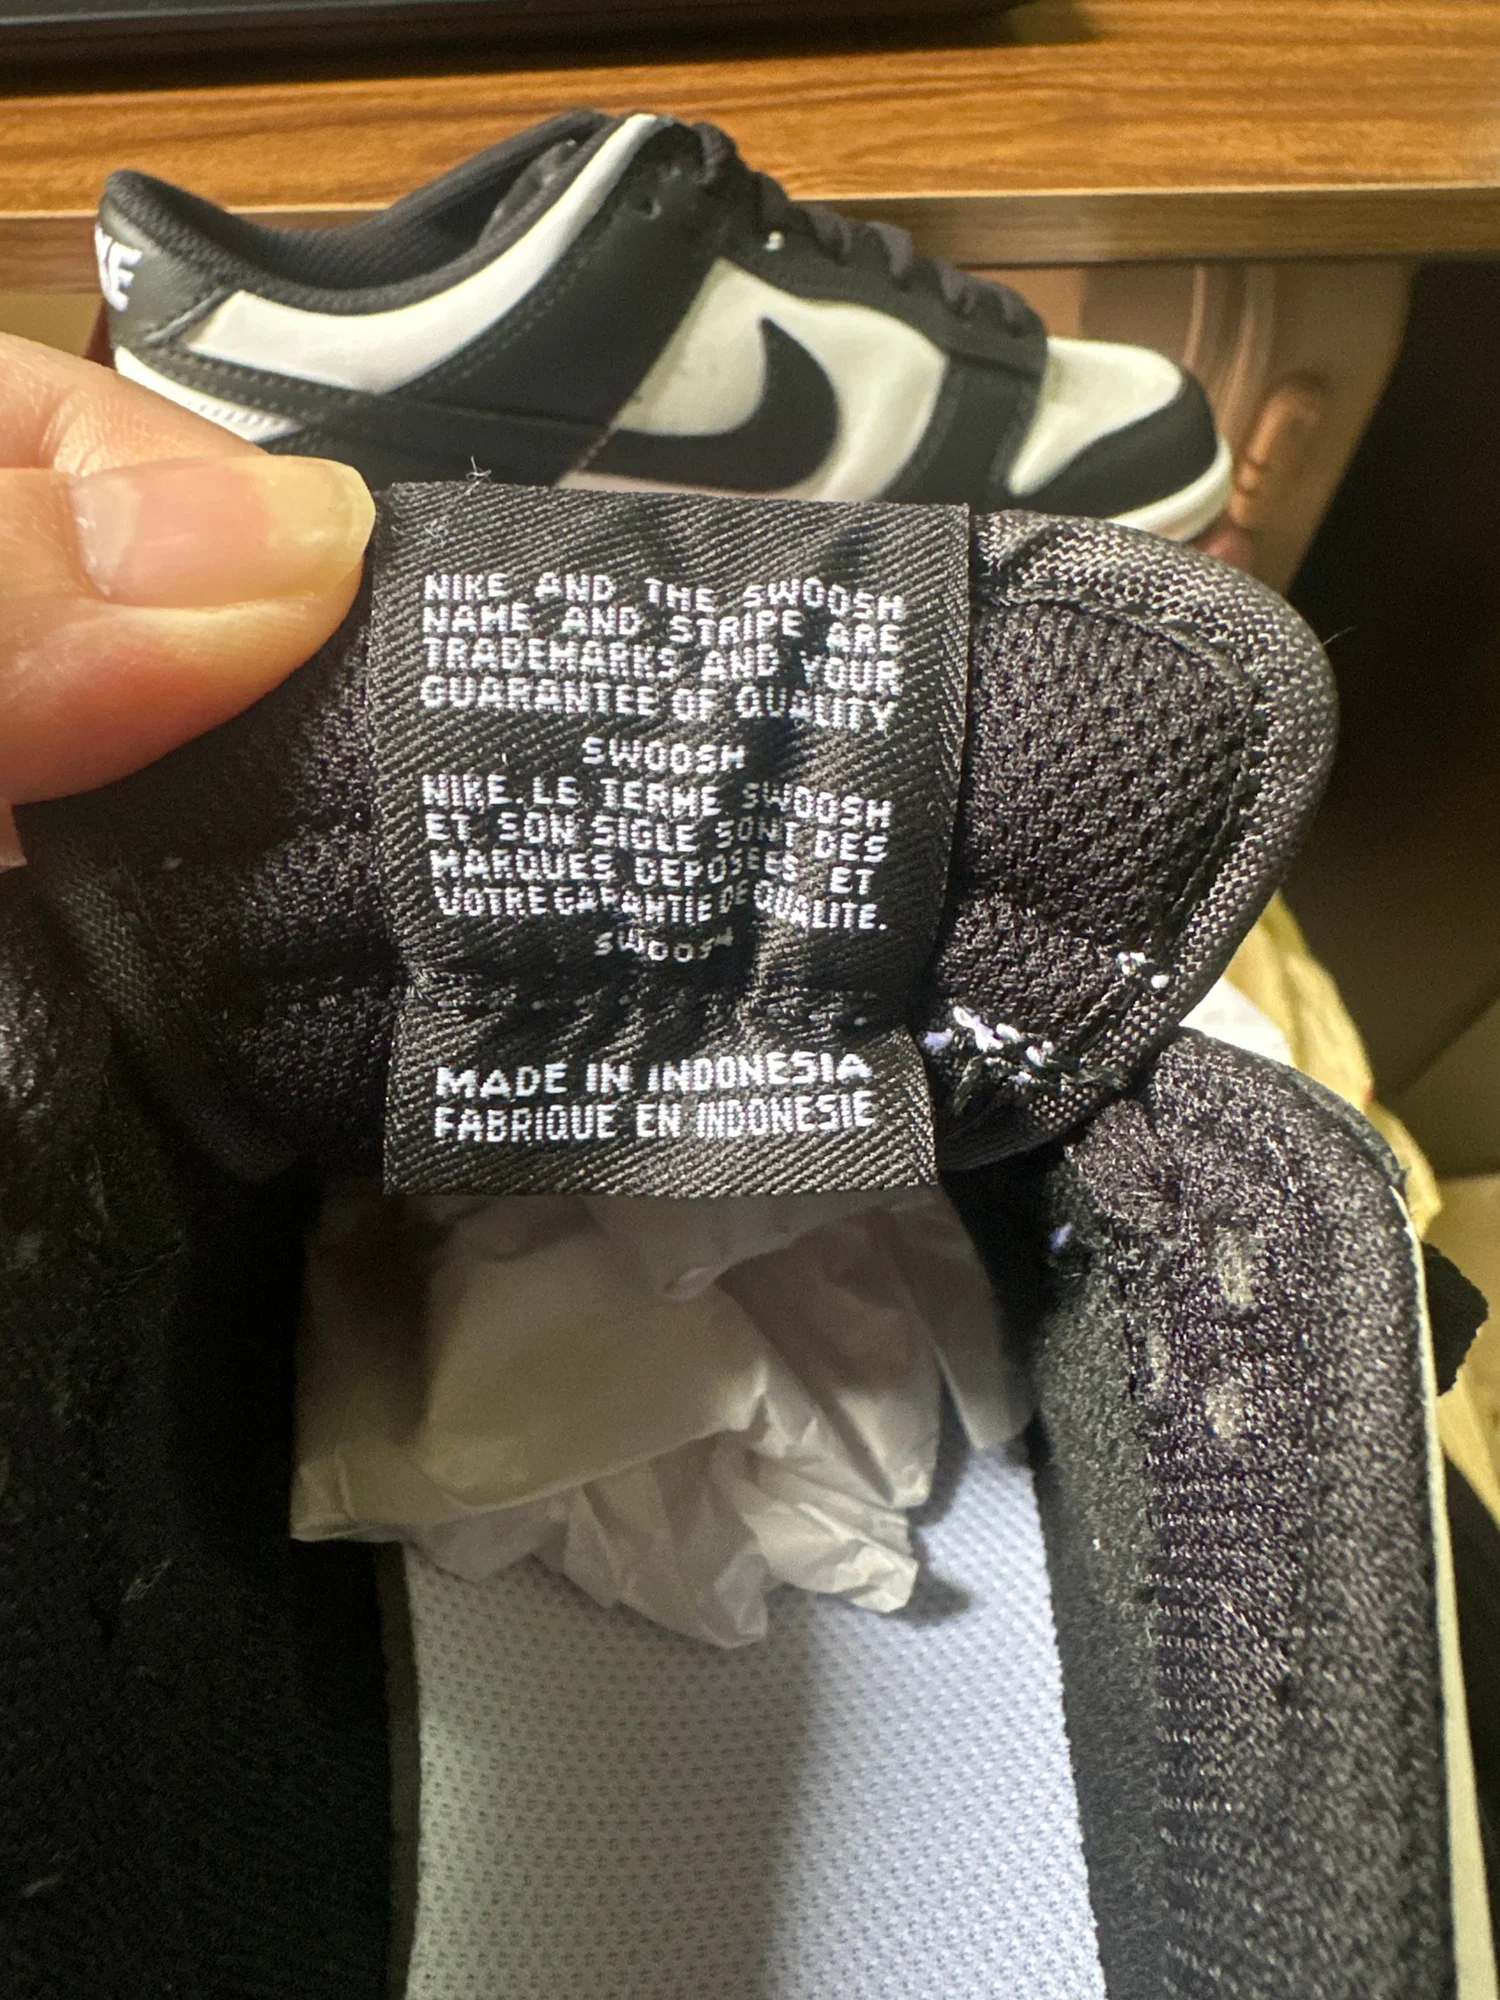 KE
NIKE AND THE SWOOSH
NAME AND STRIPE ARE
TRADEMARKS AND YOUR
GUARANTEE OF QUALITY
SWOOSH
NIKE. LE TERME SWOOSH
ET SON SIGLE SONT DES
MARQUES DEPOSEES ET
VOTRE GARANTIE DE QUALITE.
SWOOSH
MADE IN INDONESIA
FABRIQUE EN INDONESIE